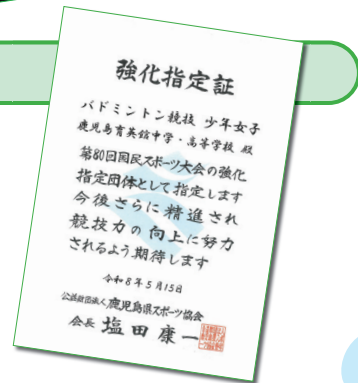 強化指定証
バドミントン競技 少年女子
鹿児島育英館中学・高等学校 殿
第80回国民スポーツ大会の強化
指定団体として指定します
今後さらに精進され
競技力の向上に努力
されるよう期待します
令和8年5月15日
公益財団法人鹿児島県スポーツ協会
会長 塩田康一